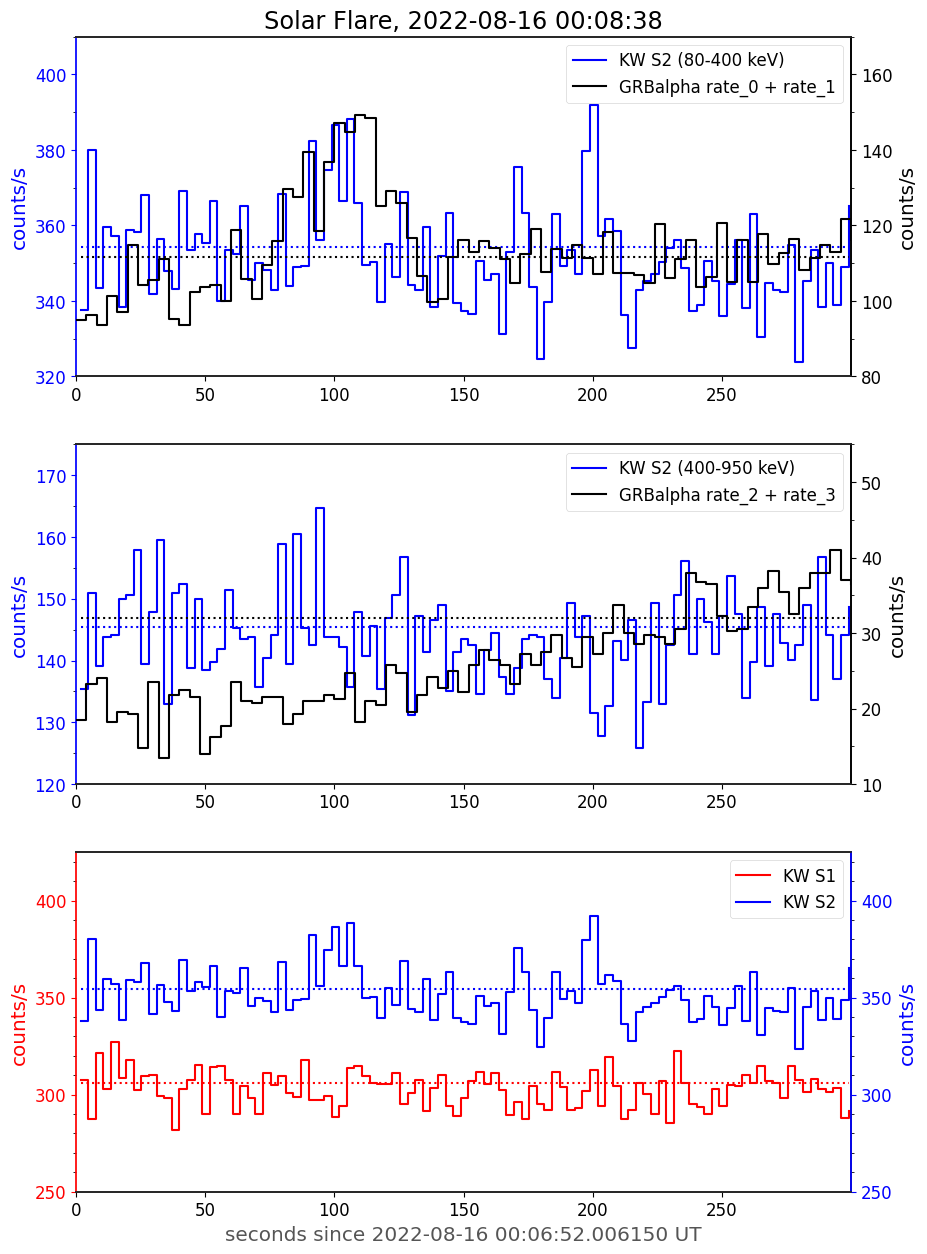 Solar Flare, 2022-08-16 00:08:38
KW S2 (80-400 keV)
GRBalpha rate_0 + rate_1
counts/s
400
380
360
340
320
160
140
120
100
80
counts/s
0 50 100 150 200 250
KW S2 (400-950 keV)
GRBalpha rate_2 + rate_3
counts/s
170
160
150
140
130
120
50
40
30
20
10
counts/s
0 50 100 150 200 250
KW S1
KW S2
counts/s
400
350
300
250
400
350
300
250
counts/s
0 50 100 150 200 250
seconds since 2022-08-16 00:06:52.006150 UT